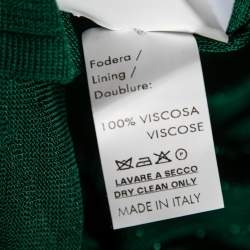 Fodera /
Lining /
Doublure:
100% VISCOSA
VISCOSE
LAVARE A SECCO
DRY CLEAN ONLY
MADE IN ITALY